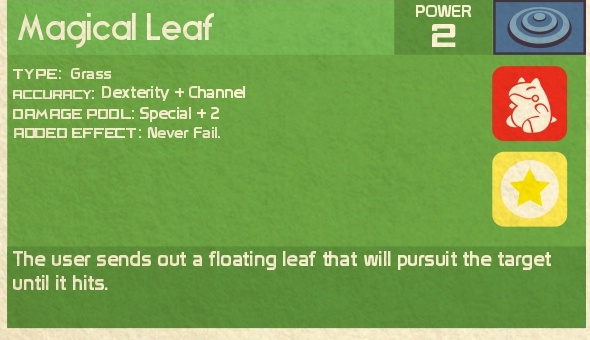 Magical Leaf
POWER
2
TYPE: Grass
ACCURACY: Dexterity + Channel
DAMAGE POOL: Special + 2
ADDED EFFECT: Never Fail.
The user sends out a floating leaf that will pursuit the target
until it hits.